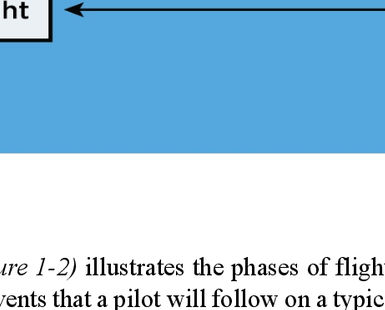 ht
ure 1-2) illustrates the phases of flight
vents that a pilot will follow on a typic